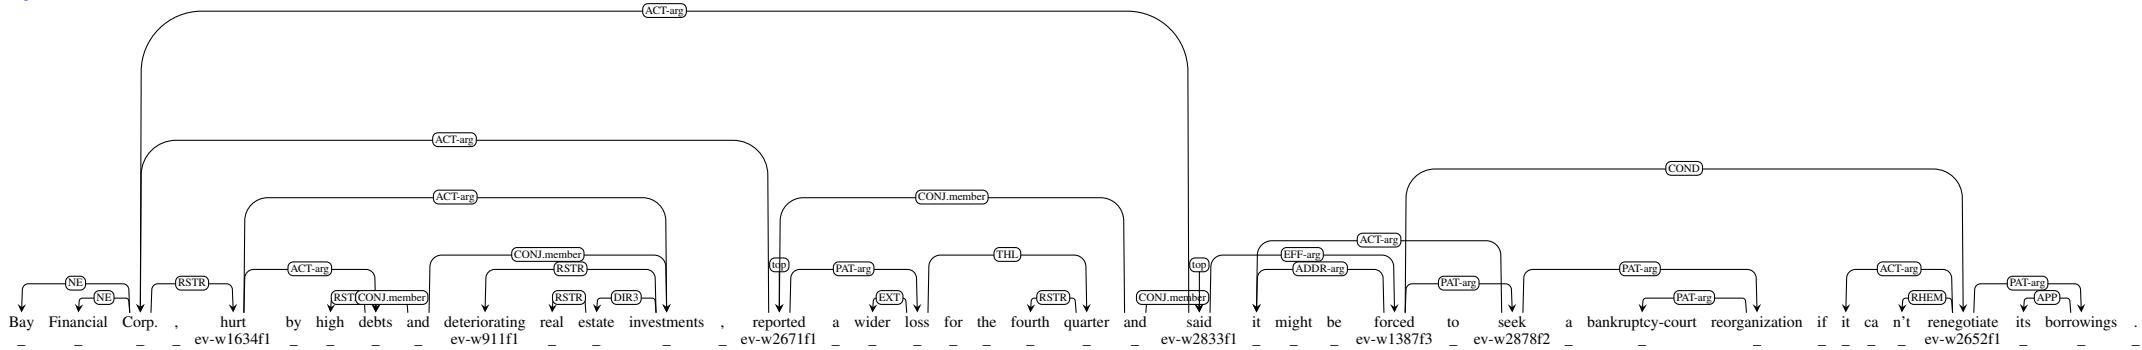 ACT-arg
ACT-arg
COND
ACT-arg CONJ.member
ACT-arg
CONJ.member THL EFF-arg
ACT-arg RSTR top PAT-arg top ADDR-arg PAT-arg ACT-arg
NE RSTR PAT-arg PAT-arg
NE RST CONJ.member RSTR DIR3 EXT RSTR CONJ.member PAT-arg RHEM APP
Bay Financial Corp. , hurt by high debts and deteriorating real estate investments , reported a wider loss for the fourth quarter and said it might be forced to seek a bankruptcy-court reorganization if it ca n't renegotiate its borrowings .
_ _ _ _ ev-w1634f1 _ _ _ _ ev-w911f1 _ _ _ _ ev-w2671f1 _ _ _ _ _ _ _ _ ev-w2833f1 _ _ _ ev-w1387f3 _ ev-w2878f2 _ _ _ _ _ _ _ ev-w2652f1 _ _ _